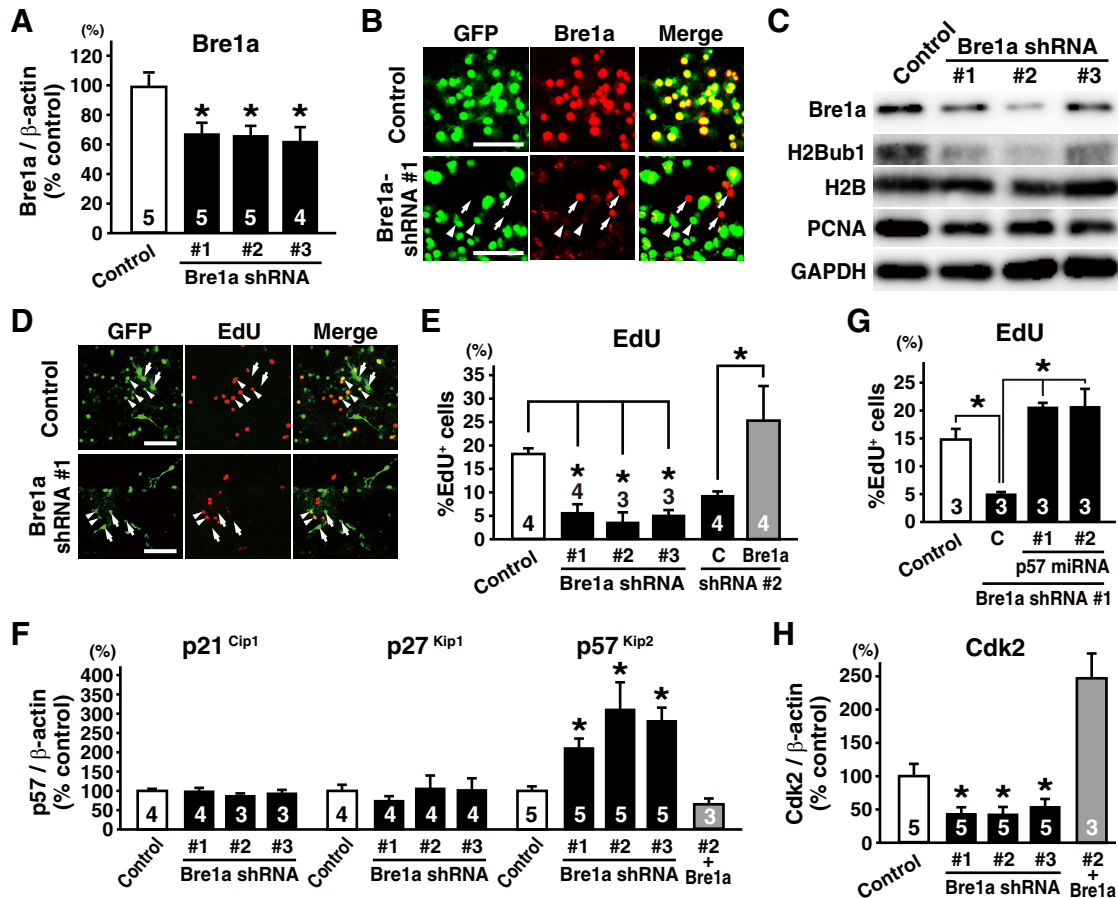 A
(%)
Bre1a
Bre1a / β-actin
(% control)
120
100
80
60
40
20
0
* * *
5 5 5 4
Control
#1 #2 #3
Bre1a shRNA
B
GFP Bre1a Merge
Control
Bre1a-
shRNA #1
C
Control
Bre1a shRNA
#1 #2 #3
Bre1a
H2Bub1
H2B
PCNA
GAPDH
D
GFP EdU Merge
Control
Bre1a
shRNA #1
E
(%)
EdU
%EdU+ cells
35
30
25
20
15
10
5
0
*
* * *
4 3 3
4 4 4
Control
#1 #2 #3
Bre1a shRNA
C Bre1a
shRNA #2
G
(%)
EdU
%EdU+ cells
25
20
15
10
5
0
* *
3 3 3 3
Control
C
#1 #2
p57 miRNA
Bre1a shRNA #1
F
(%)
p21 Cip1 p27 Kip1 p57 Kip2
p57 / β-actin
(% control)
400
350
300
250
200
150
100
50
0
* * *
4 4 3 3 4 4 4 4 5 5 5 5 3
Control #1 #2 #3 Control #1 #2 #3 Control #1 #2 #3 #2
+
Bre1a
Bre1a shRNA Bre1a shRNA Bre1a shRNA
H
(%)
Cdk2
Cdk2 / β-actin
(% control)
250
200
150
100
50
0
* * *
5 5 5 5 3
Control
#1 #2 #3 #2
+
Bre1a
Bre1a shRNA